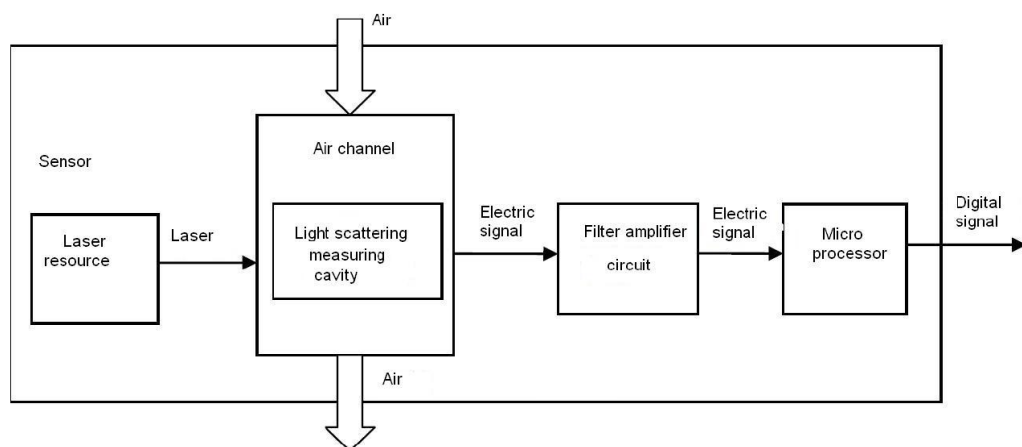 Air
Sensor
Air channel
Laser
resource
Laser
Light scattering
measuring
cavity
Electric
signal
Filter amplifier
circuit
Electric
signal
Micro
processor
Digital
signal
Air